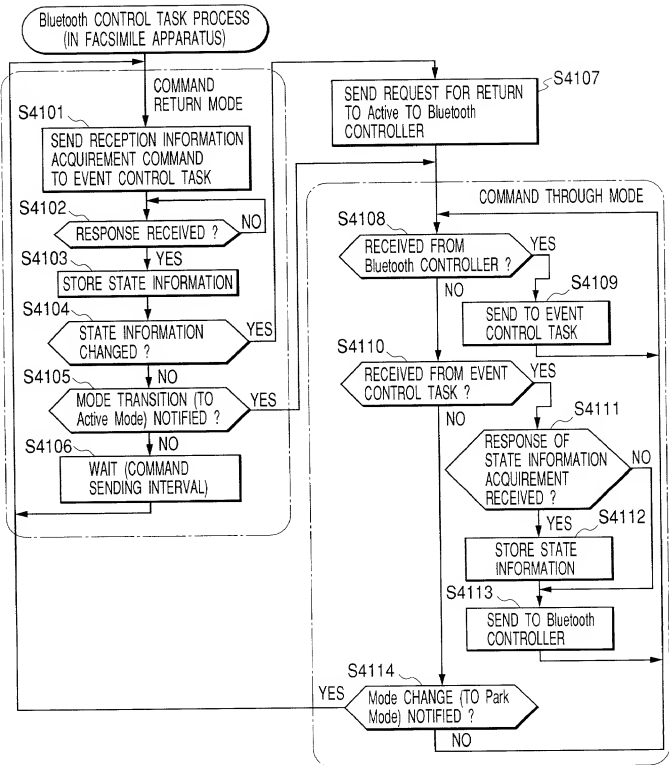 Bluetooth CONTROL TASK PROCESS
(IN FACSIMILE APPARATUS)
COMMAND
RETURN MODE
S4101
SEND RECEPTION INFORMATION
ACQUIREMENT COMMAND
TO EVENT CONTROL TASK
S4102
RESPONSE RECEIVED ?
NO
YES
S4103
STORE STATE INFORMATION
S4104
STATE INFORMATION
CHANGED ?
YES
NO
S4105
MODE TRANSITION (TO
Active Mode) NOTIFIED ?
YES
NO
S4106
WAIT (COMMAND
SENDING INTERVAL)
S4107
SEND REQUEST FOR RETURN
TO Active TO Bluetooth
CONTROLLER
COMMAND THROUGH MODE
S4108
RECEIVED FROM
Bluetooth CONTROLLER ?
YES
NO
S4109
SEND TO EVENT
CONTROL TASK
S4110
RECEIVED FROM EVENT
CONTROL TASK ?
YES
NO
S4111
RESPONSE OF
STATE INFORMATION
ACQUIREMENT
RECEIVED ?
NO
YES
S4112
STORE STATE
INFORMATION
S4113
SEND TO Bluetooth
CONTROLLER
S4114
Mode CHANGE (TO Park
Mode) NOTIFIED ?
YES
NO